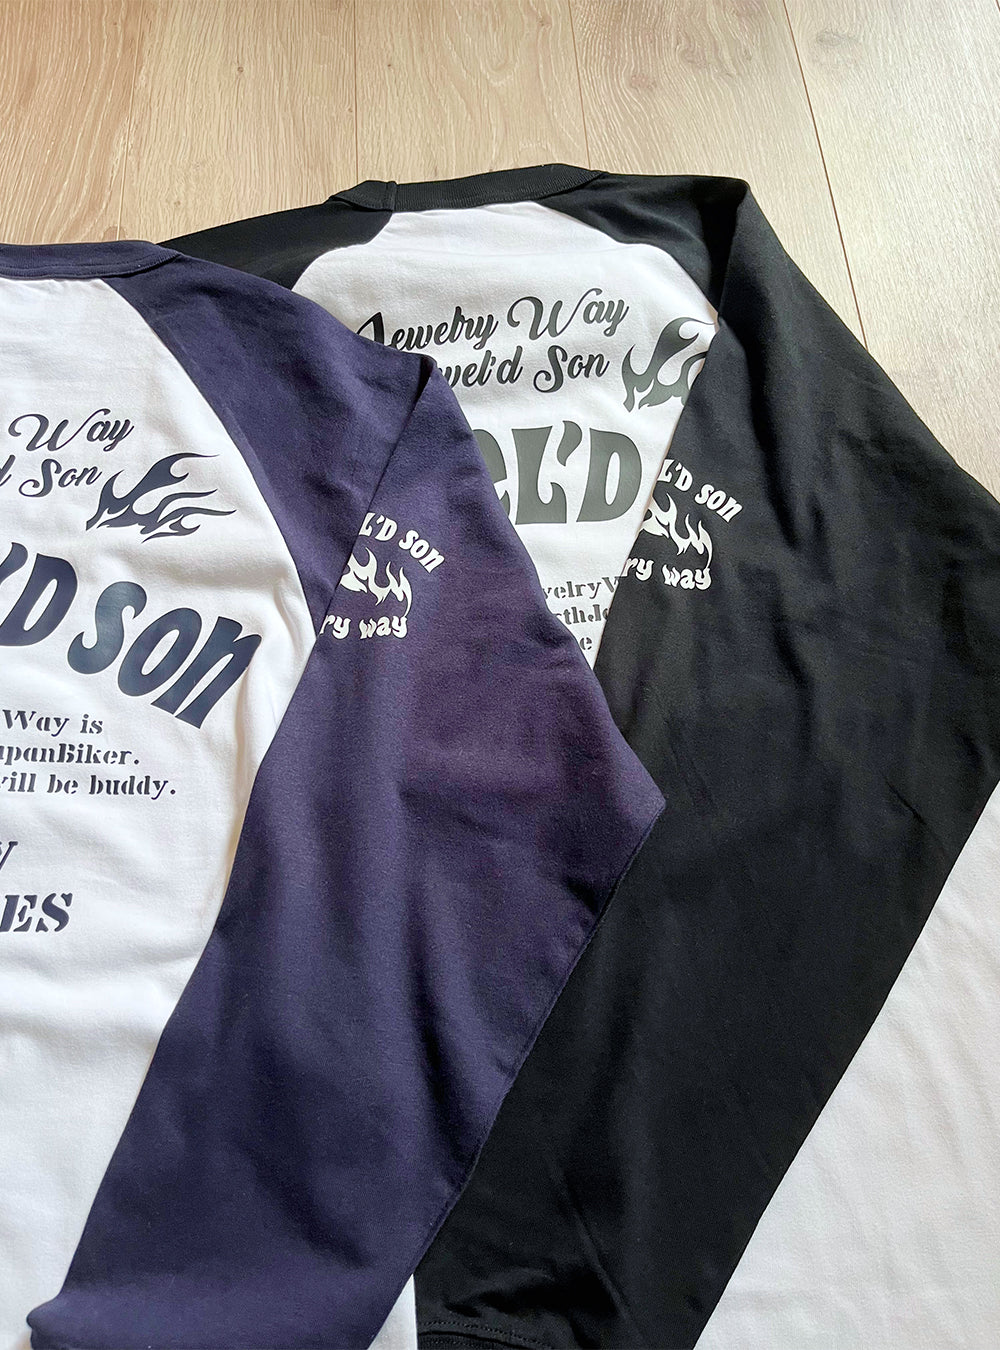 Way
Son
'D SON
Way is
apanBiker.
will be buddy.
ES
L'D SON
RY WAY
Jewelry Way
wel'd Son
EL'D
L'D SON
RY WAY